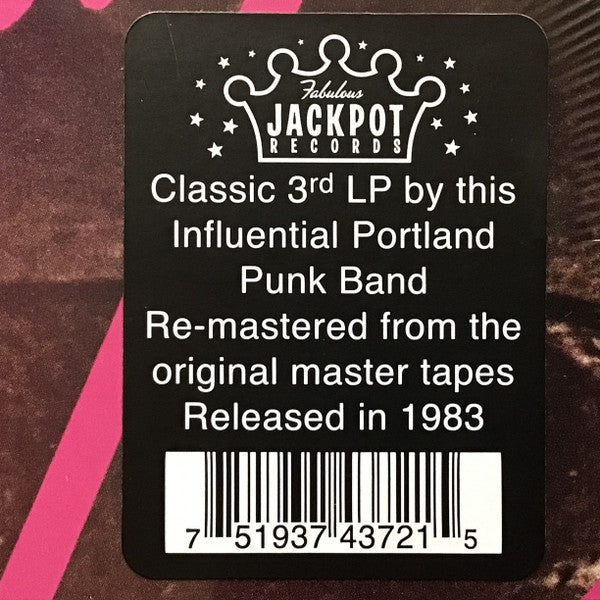 Fabulous
JACKPOT
RECORDS
Classic 3rd LP by this
Influential Portland
Punk Band
Re-mastered from the
original master tapes
Released in 1983
7 51937 43721 5